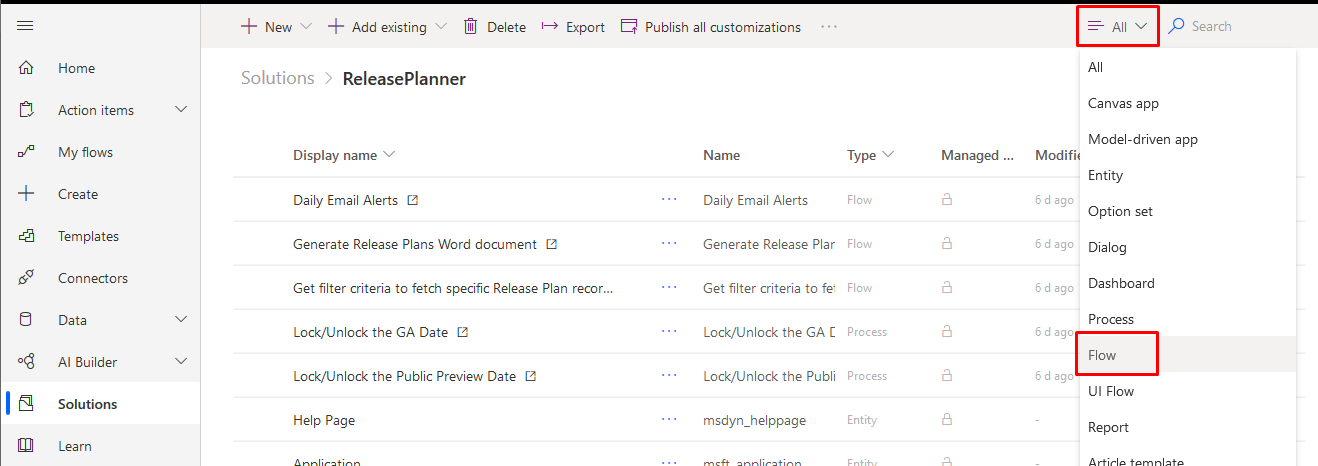 New Add existing Delete Export Publish all customizations ··· All Search
Home
Action items
My flows
Create
Templates
Connectors
Data
AI Builder
Solutions
Learn
Solutions > ReleasePlanner
Display name Name Type Managed ... Modifie
Daily Email Alerts ··· Daily Email Alerts Flow 6 d ago
Generate Release Plans Word document ··· Generate Release Plar Flow 6 d ago
Get filter criteria to fetch specific Release Plan recor... ··· Get filter criteria to fet Flow 6 d ago
Lock/Unlock the GA Date ··· Lock/Unlock the GA D Process 6 d ago
Lock/Unlock the Public Preview Date ··· Lock/Unlock the Publi Process 6 d ago
Help Page ··· msdyn_helppage Entity -
Application msft_application Entity
All
Canvas app
Model-driven app
Entity
Option set
Dialog
Dashboard
Process
Flow
UI Flow
Report
Article template